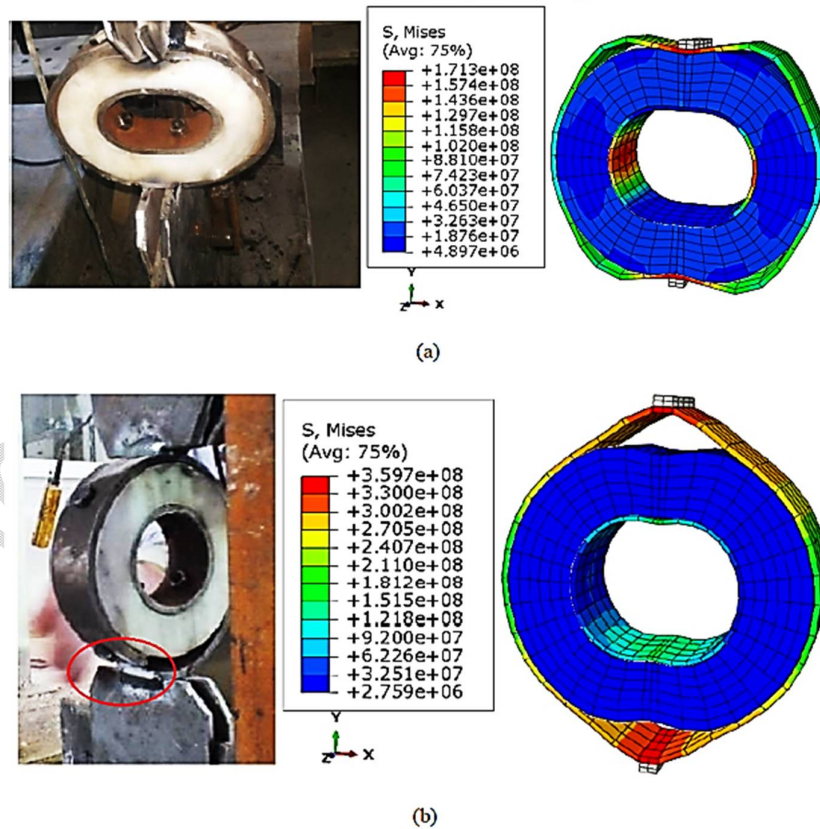 S, Mises
(Avg: 75%)
+1.713e+08
+1.574e+08
+1.436e+08
+1.297e+08
+1.158e+08
+1.020e+08
+8.810e+07
+7.423e+07
+6.037e+07
+4.650e+07
+3.263e+07
+1.876e+07
+4.897e+06
Y
Z X
(a)
S, Mises
(Avg: 75%)
+3.597e+08
+3.300e+08
+3.002e+08
+2.705e+08
+2.407e+08
+2.110e+08
+1.812e+08
+1.515e+08
+1.218e+08
+9.200e+07
+6.226e+07
+3.251e+07
+2.759e+06
Y
Z X
(b)